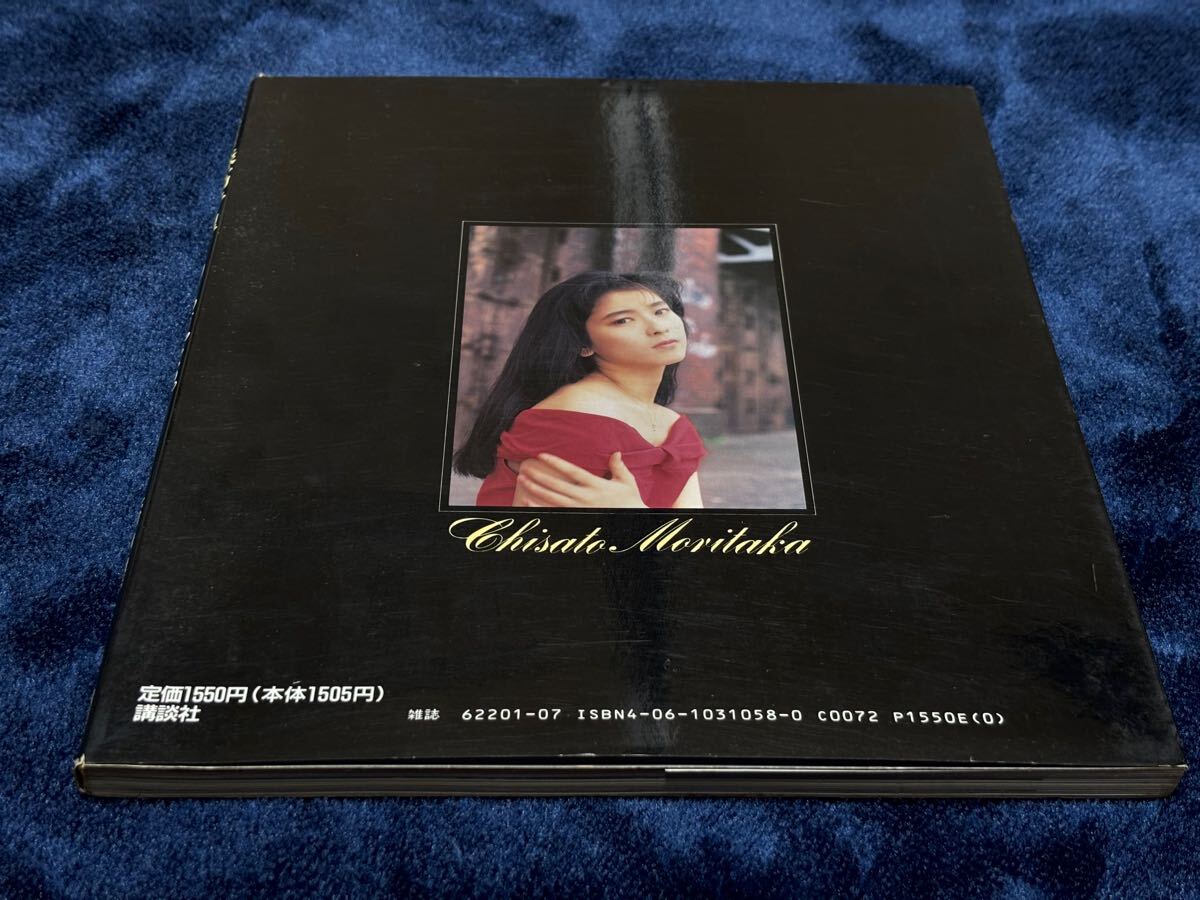 Chisato Moritaka
定価1550円(本体1505円)
講談社
雑誌 62201-07 ISBN4-06-1031058-0 C0072 P1550E(0)